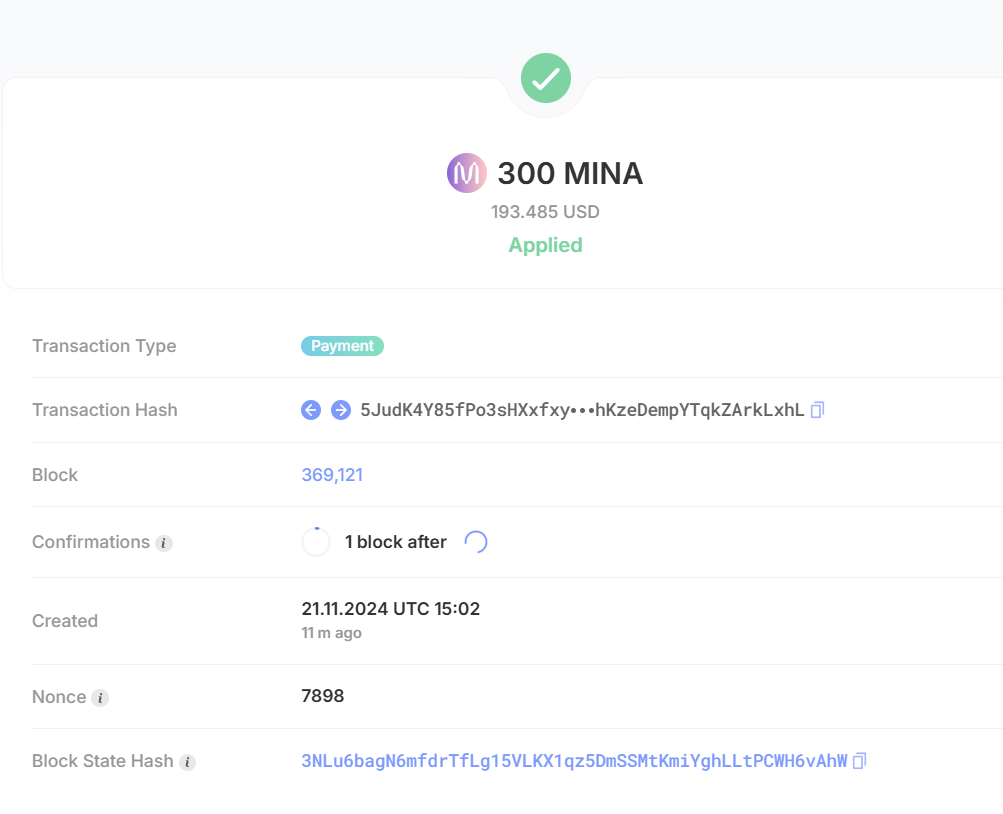 300 MINA
193.485 USD
Applied
Transaction Type Payment
Transaction Hash 5JudK4Y85fPo3sHXxfxy•••hKzeDempYTqkZArkLxhL
Block 369,121
Confirmations i 1 block after
Created 21.11.2024 UTC 15:02
11 m ago
Nonce i 7898
Block State Hash i 3NLu6bagN6mfdrTfLg15VLKX1qz5DmSSMtKmiYghLLtPCWH6vAhW